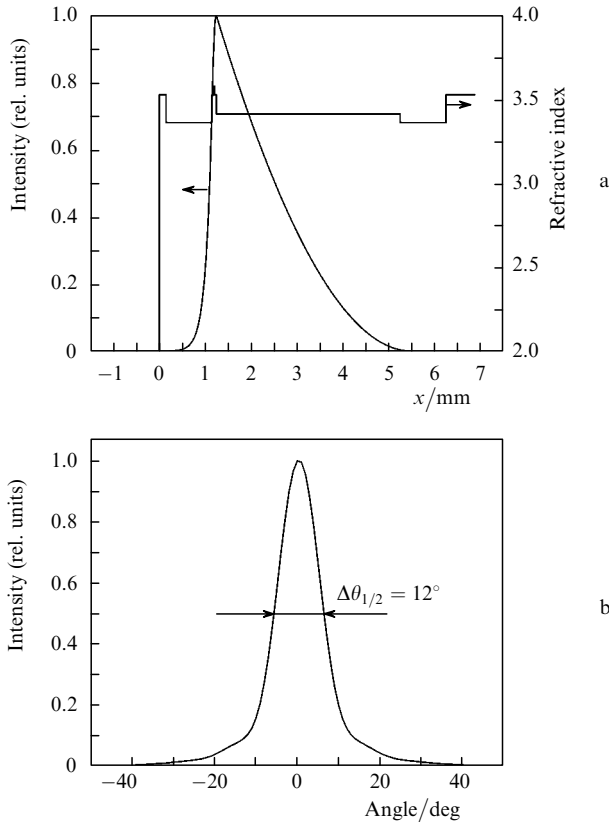 Intensity (rel. units)
1.0
0.8
0.6
0.4
0.2
0
4.0
3.5
3.0
2.5
2.0
Refractive index
−1 0 1 2 3 4 5 6 7
x/mm
a
Intensity (rel. units)
1.0
0.8
0.6
0.4
0.2
0
Δθ1/2 = 12°
−40 −20 0 20 40
Angle/deg
b